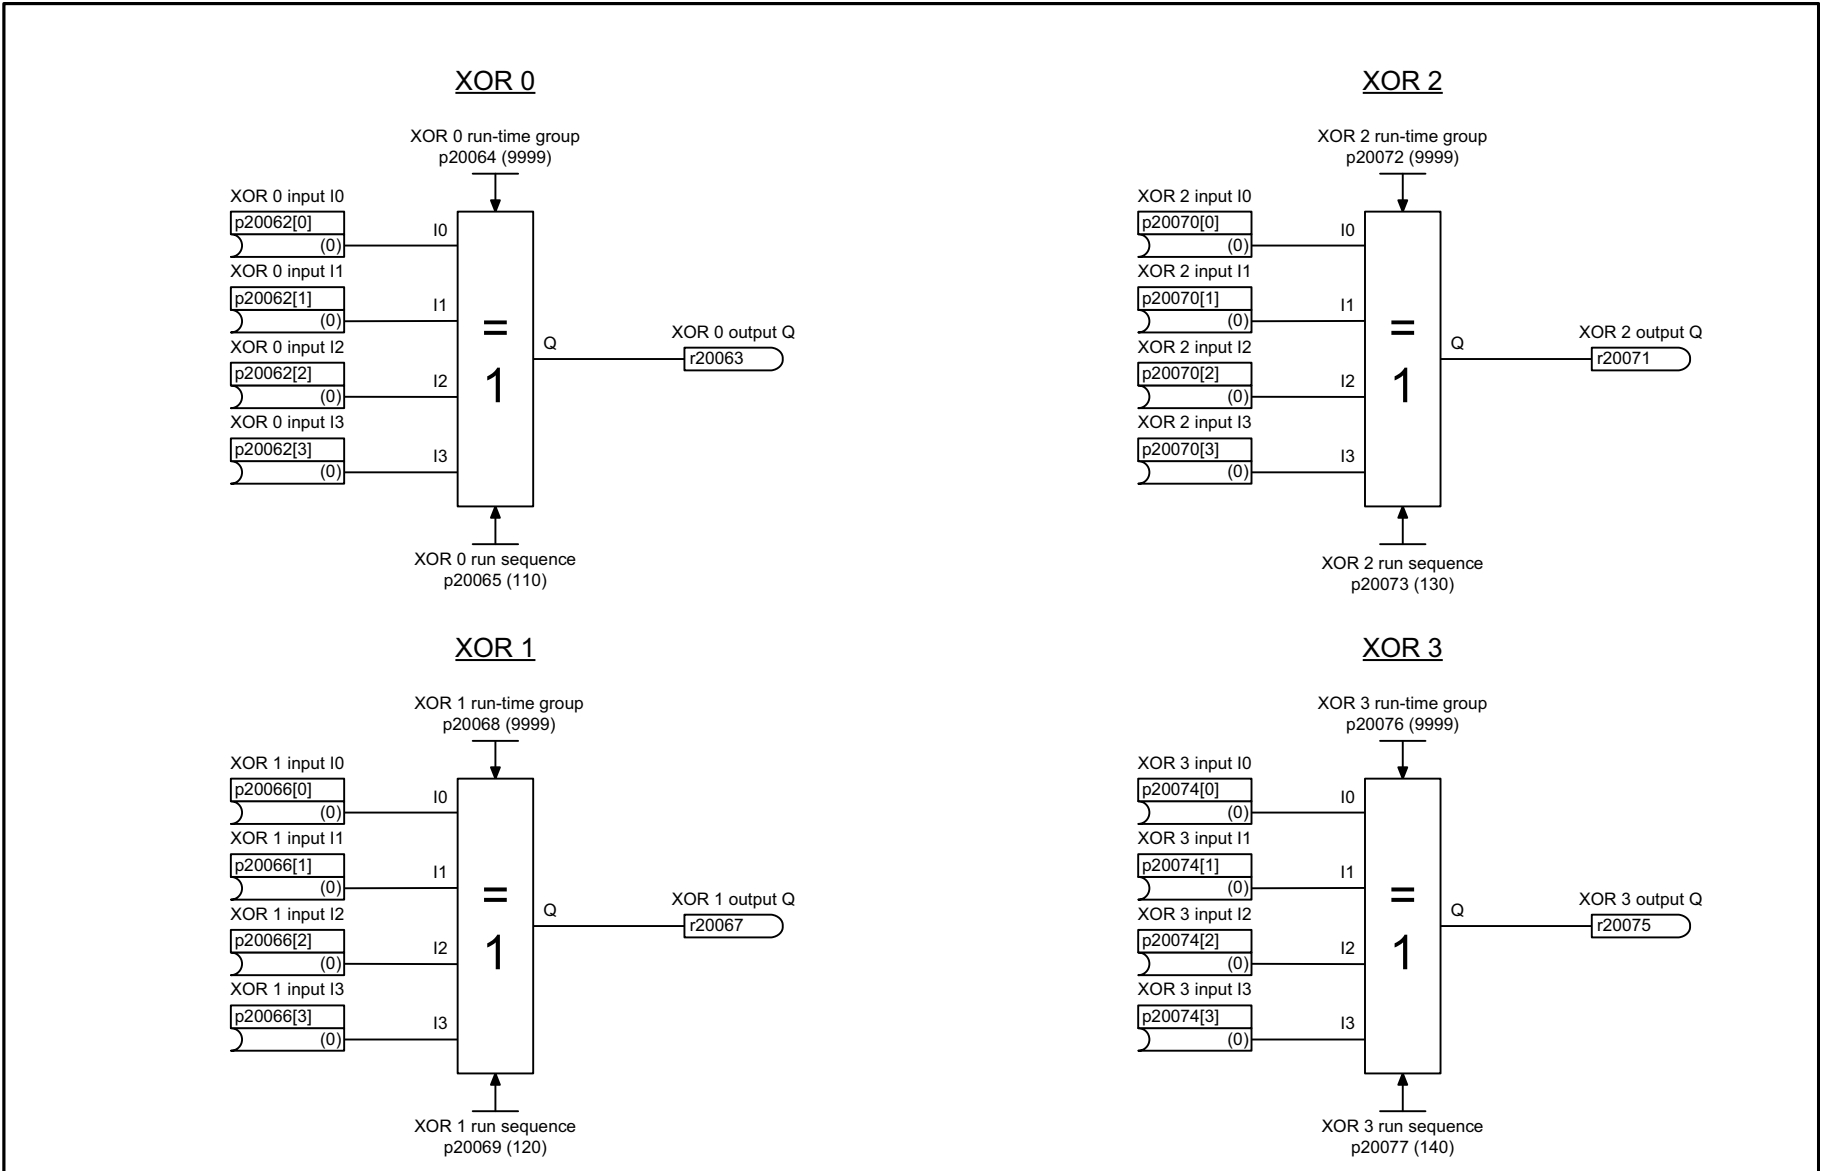 XOR 0
XOR 0 run-time group
p20064 (9999)
XOR 0 input I0
p20062[0]
(0)
I0
XOR 0 input I1
p20062[1]
(0)
I1
XOR 0 input I2
p20062[2]
(0)
I2
XOR 0 input I3
p20062[3]
(0)
I3
=
1
Q
XOR 0 output Q
r20063
XOR 0 run sequence
p20065 (110)
XOR 2
XOR 2 run-time group
p20072 (9999)
XOR 2 input I0
p20070[0]
(0)
I0
XOR 2 input I1
p20070[1]
(0)
I1
XOR 2 input I2
p20070[2]
(0)
I2
XOR 2 input I3
p20070[3]
(0)
I3
=
1
Q
XOR 2 output Q
r20071
XOR 2 run sequence
p20073 (130)
XOR 1
XOR 1 run-time group
p20068 (9999)
XOR 1 input I0
p20066[0]
(0)
I0
XOR 1 input I1
p20066[1]
(0)
I1
XOR 1 input I2
p20066[2]
(0)
I2
XOR 1 input I3
p20066[3]
(0)
I3
=
1
Q
XOR 1 output Q
r20067
XOR 1 run sequence
p20069 (120)
XOR 3
XOR 3 run-time group
p20076 (9999)
XOR 3 input I0
p20074[0]
(0)
I0
XOR 3 input I1
p20074[1]
(0)
I1
XOR 3 input I2
p20074[2]
(0)
I2
XOR 3 input I3
p20074[3]
(0)
I3
=
1
Q
XOR 3 output Q
r20075
XOR 3 run sequence
p20077 (140)